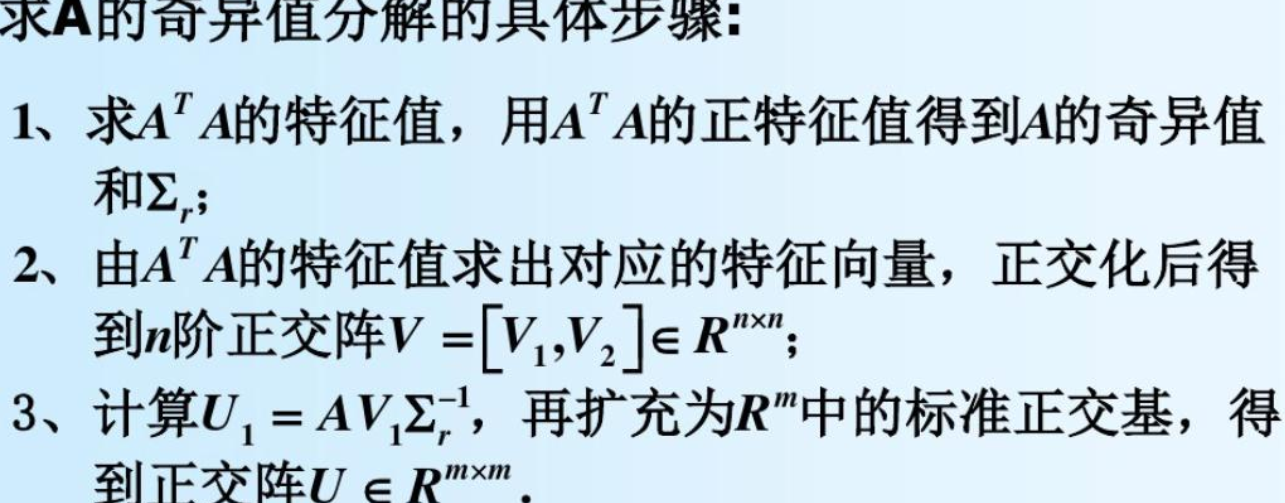 求A的奇异值分解的具体步骤:
1、求AᵀA的特征值，用AᵀA的正特征值得到A的奇异值
和Σᵣ;
2、由AᵀA的特征值求出对应的特征向量，正交化后得
到n阶正交阵V =[V₁,V₂]∈ Rⁿˣⁿ;
3、计算U₁ = AV₁Σᵣ⁻¹，再扩充为Rᵐ中的标准正交基，得
到正交阵U ∈ Rᵐˣᵐ.